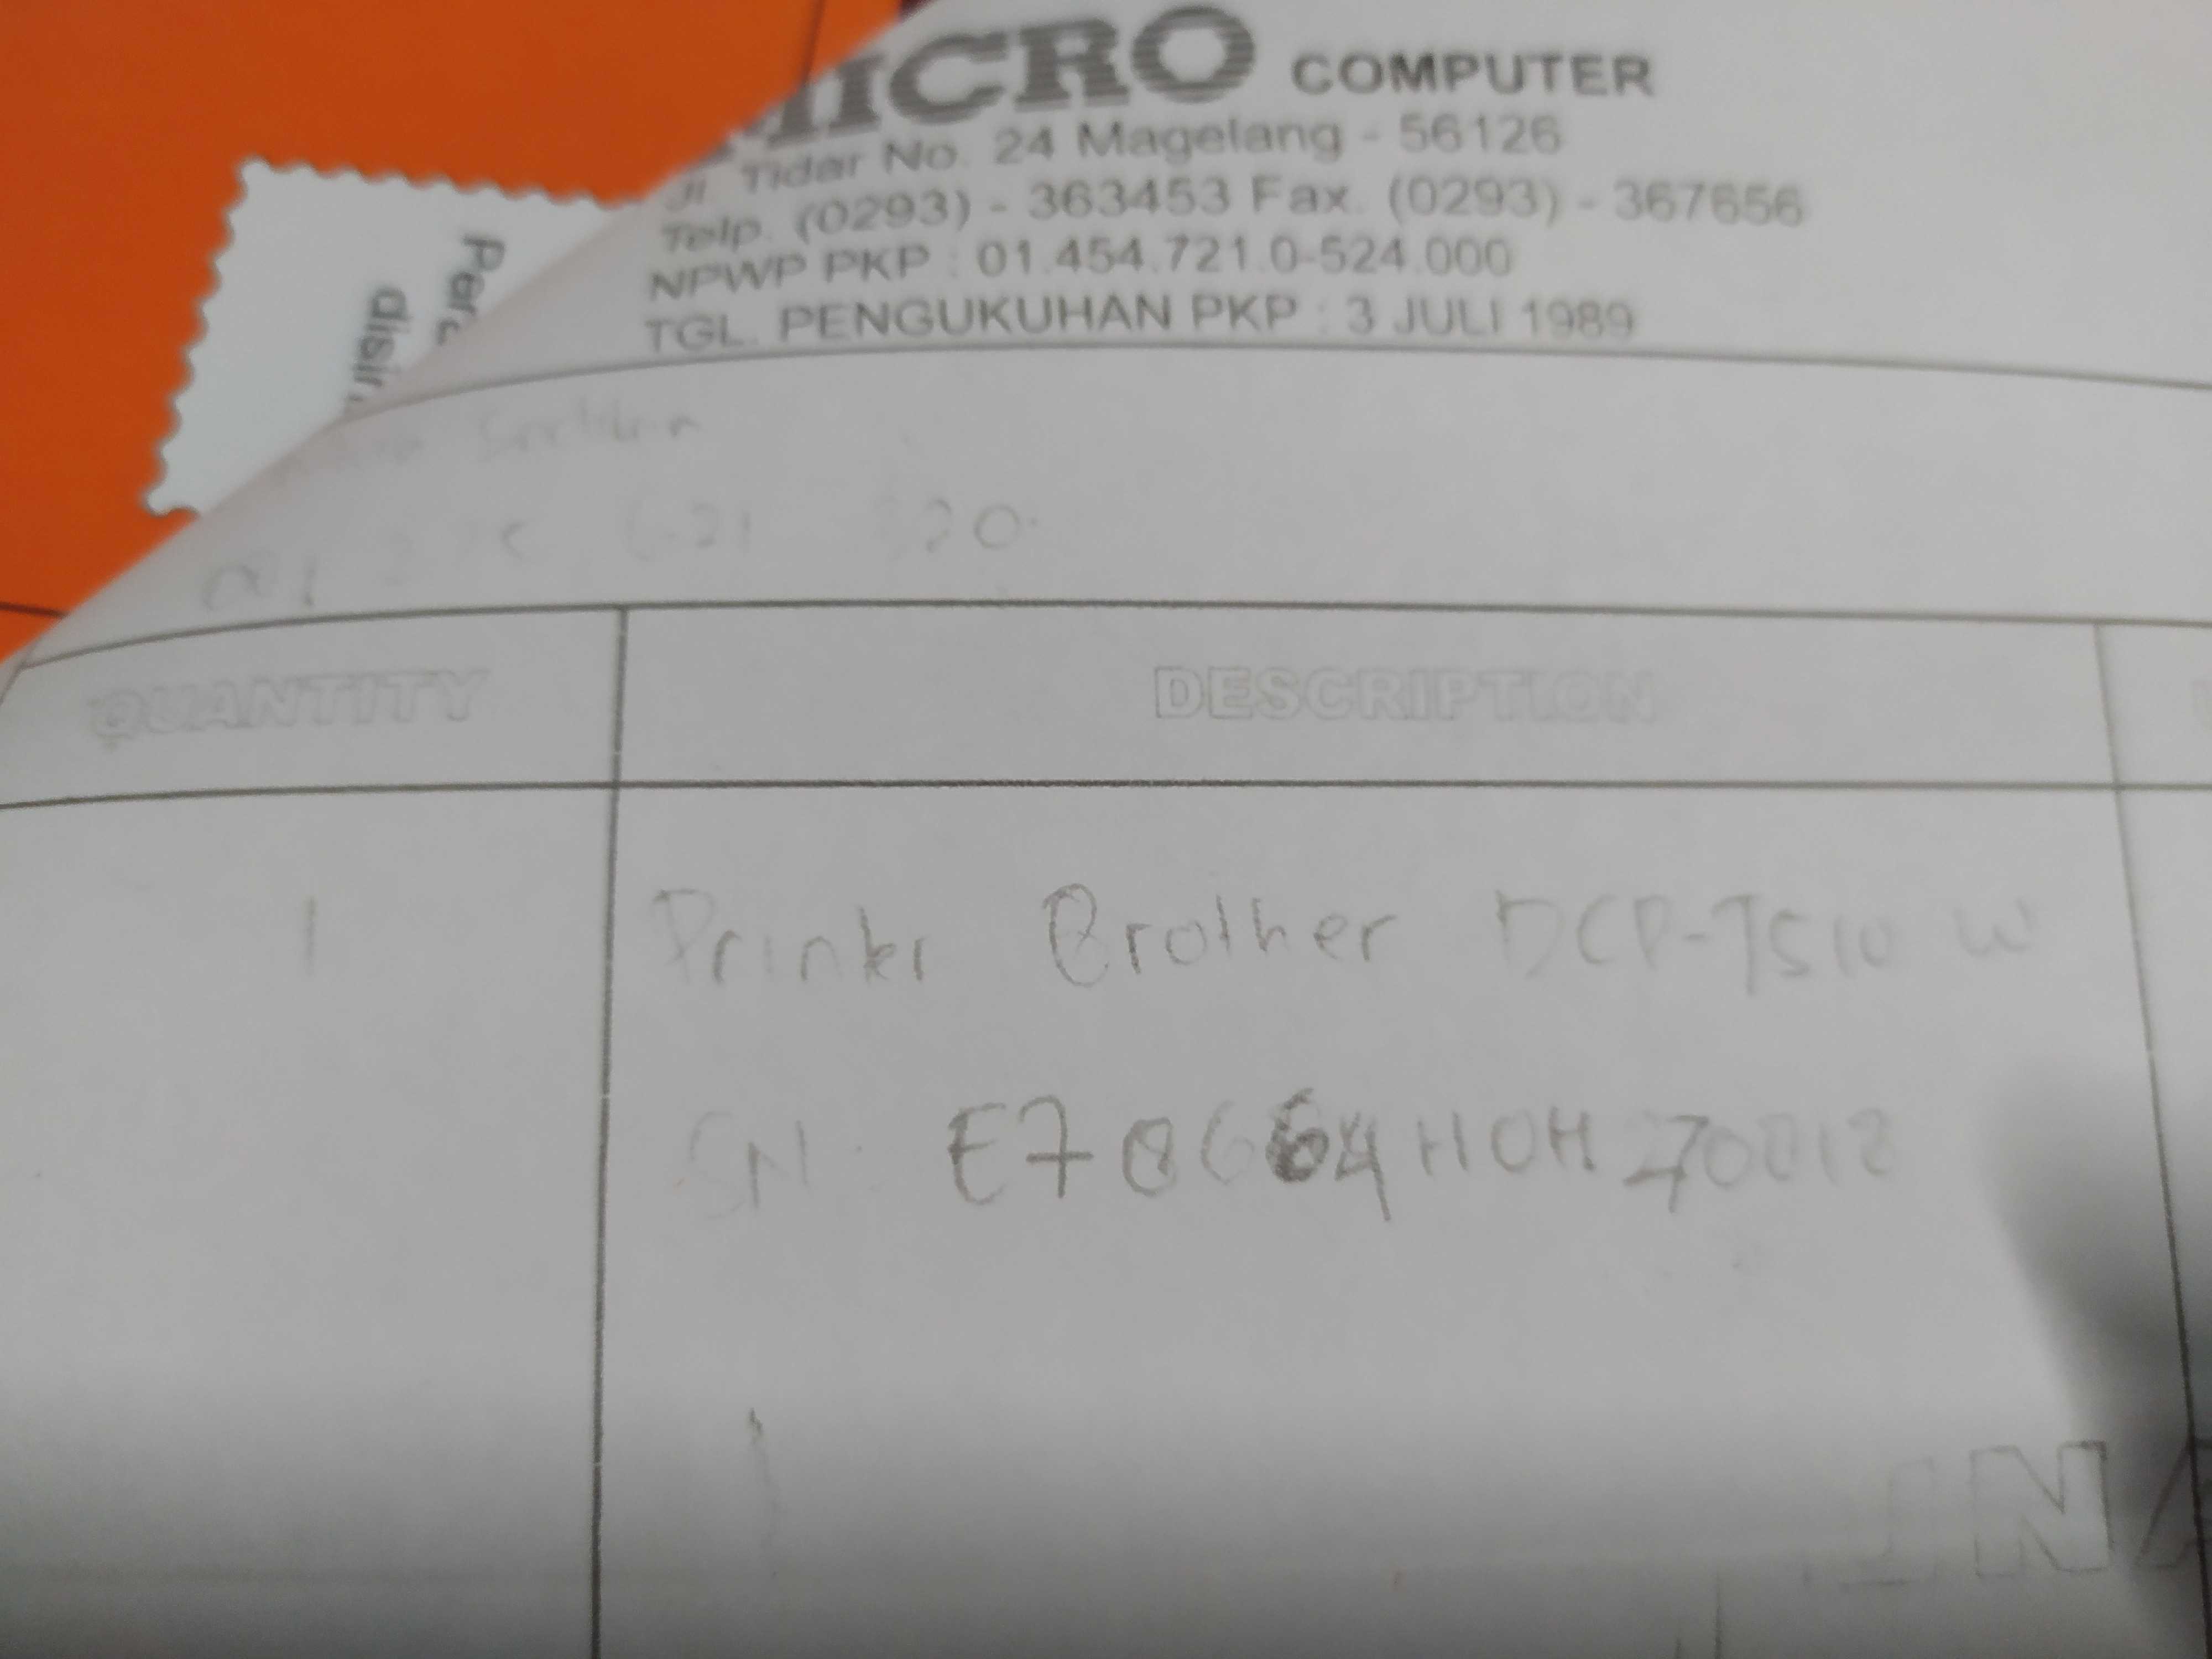 MICRO COMPUTER
Jl. Tidar No. 24 Magelang - 56126
Telp. (0293) - 363453 Fax. (0293) - 367656
NPWP PKP : 01.454.721.0-524.000
TGL. PENGUKUHAN PKP : 3 JULI 1989
QUANTITY DESCRIPTION
1 Printer Brother DCP-T510 W
SN :